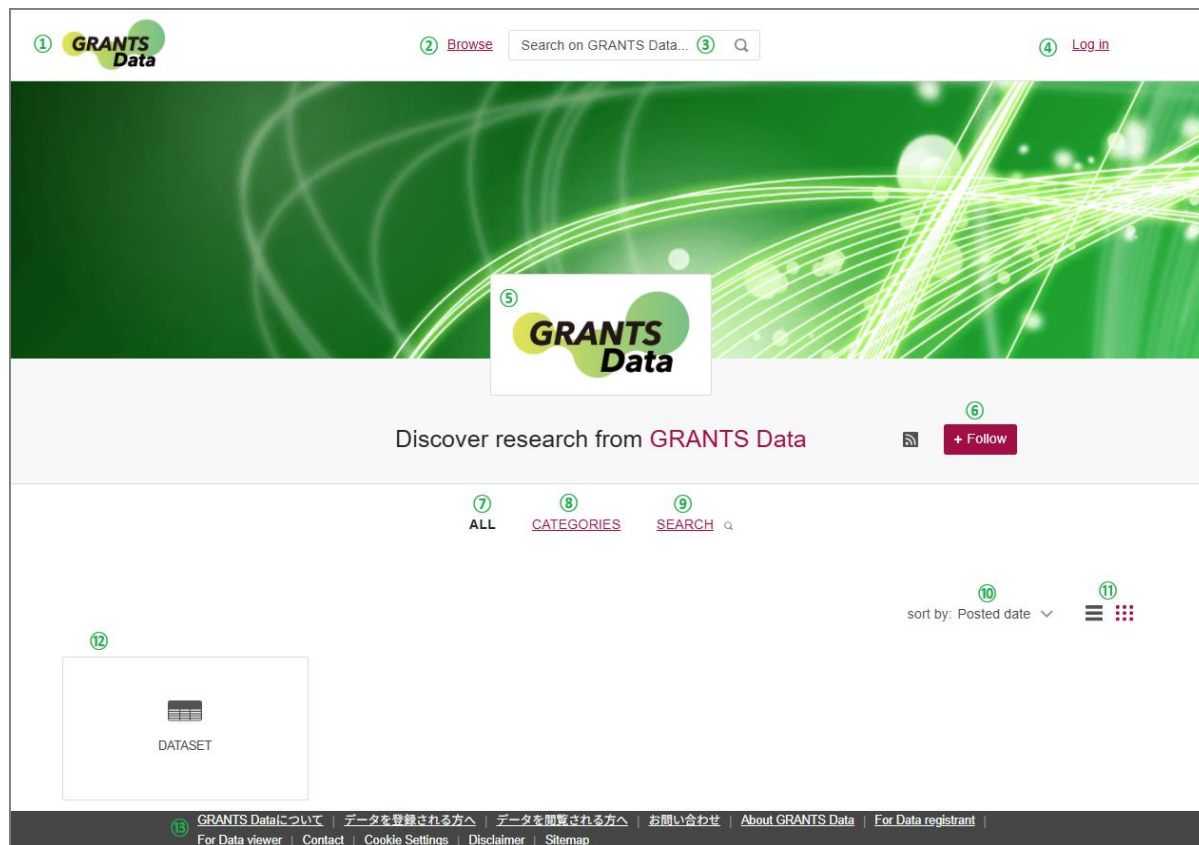 ① GRANTS Data ② Browse Search on GRANTS Data... ③ ④ Log in
⑤
GRANTS
Data
⑥
Discover research from GRANTS Data + Follow
⑦ ⑧ ⑨
ALL CATEGORIES SEARCH
⑩ ⑪
sort by: Posted date
⑫
DATASET
⑬ GRANTS Dataについて | データを登録される方へ | データを閲覧される方へ | お問い合わせ | About GRANTS Data | For Data registrant |
For Data viewer | Contact | Cookie Settings | Disclaimer | Sitemap